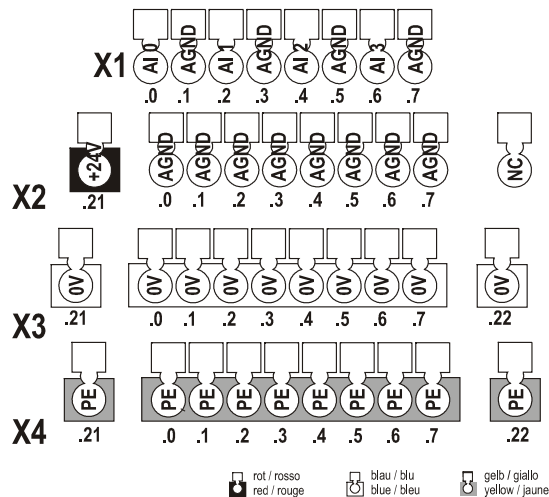 AI 0 AGND AI 1 AGND AI 2 AGND AI 3 AGND
X1
.0 .1 .2 .3 .4 .5 .6 .7
+24V AGND AGND AGND AGND AGND AGND AGND AGND NC
X2
.21 .0 .1 .2 .3 .4 .5 .6 .7
0V 0V 0V 0V 0V 0V 0V 0V 0V 0V
X3
.21 .0 .1 .2 .3 .4 .5 .6 .7 .22
PE PE PE PE PE PE PE PE PE PE
X4
.21 .0 .1 .2 .3 .4 .5 .6 .7 .22
rot / rosso blau / blu gelb / giallo
red / rouge blue / bleu yellow / jaune